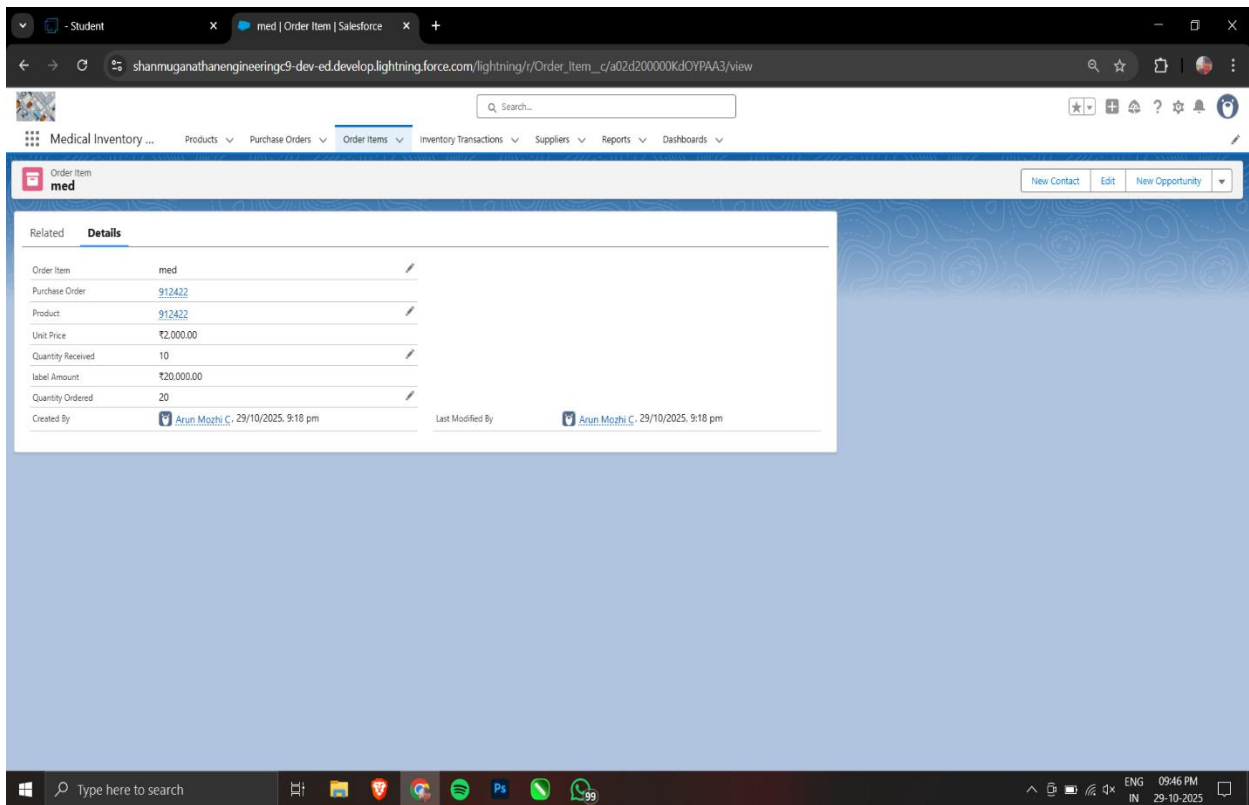 - Student
med | Order Item | Salesforce
shanmuganathanengineeringc9-dev-ed.develop.lightning.force.com/lightning/r/Order_Item__c/a02d200000KdOYPAA3/view
Search...
Medical Inventory ... Products Purchase Orders Order Items Inventory Transactions Suppliers Reports Dashboards
Order Item
med
New Contact Edit New Opportunity
Related Details
Order Item med
Purchase Order 912422
Product 912422
Unit Price ₹2,000.00
Quantity Received 10
label Amount ₹20,000.00
Quantity Ordered 20
Created By Arun Mozhi C, 29/10/2025, 9:18 pm Last Modified By Arun Mozhi C, 29/10/2025, 9:18 pm
Type here to search Ps 99 ENG 09:46 PM
IN 29-10-2025